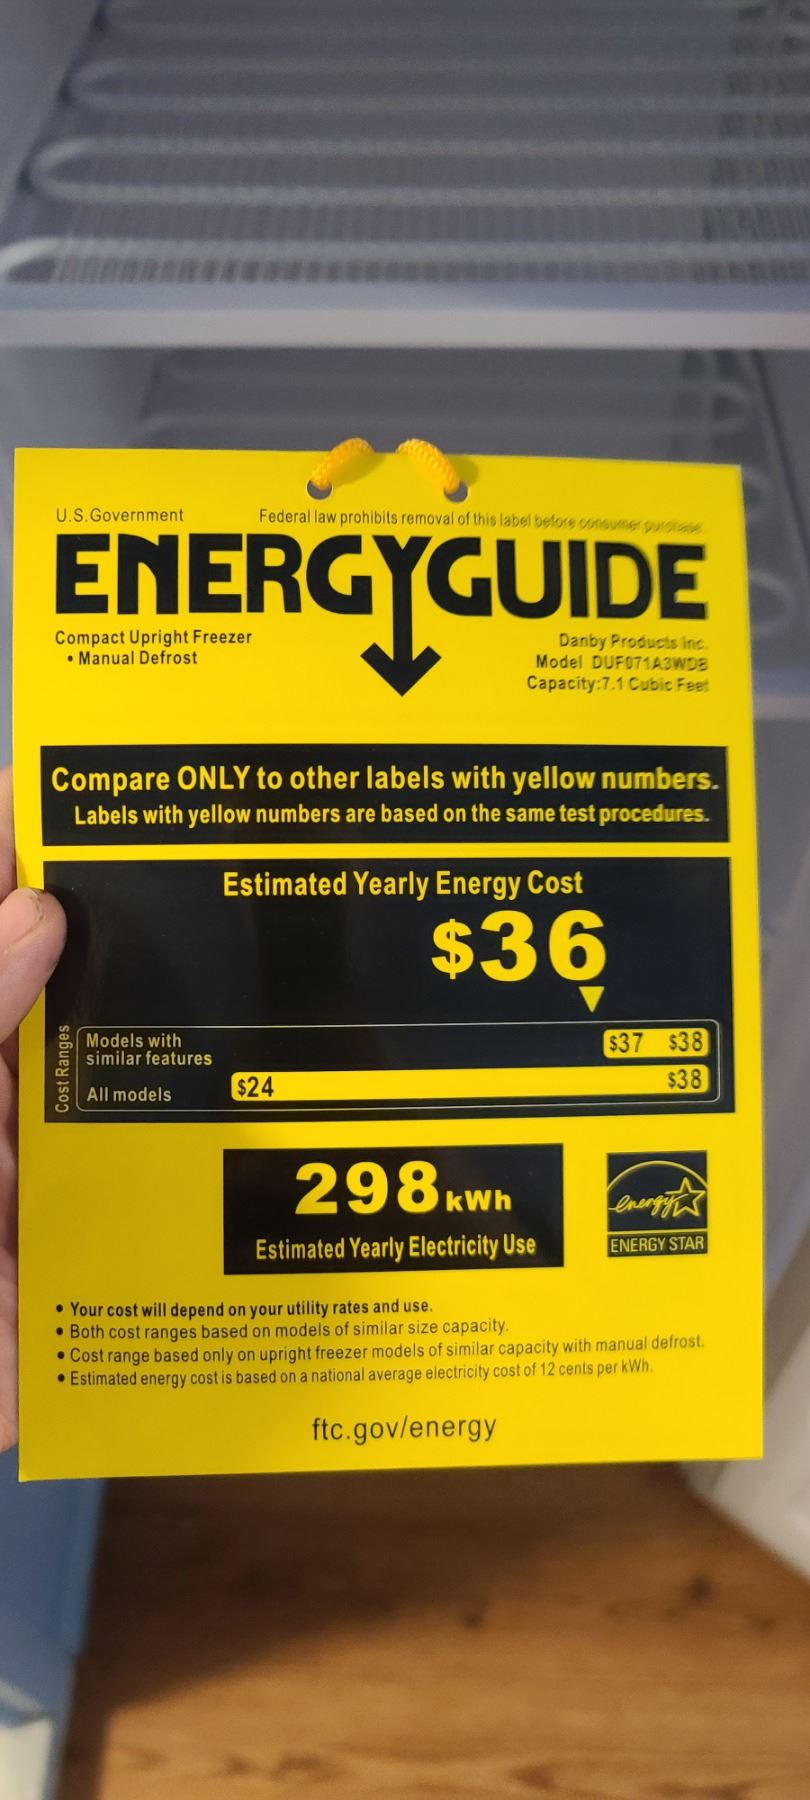 U.S.Government
Federal law prohibits removal of this label before consumer purchase.
ENERGYGUIDE
Compact Upright Freezer
• Manual Defrost
Danby Products Inc.
Model DUF071A3WDB
Capacity:7.1 Cubic Feet
Compare ONLY to other labels with yellow numbers.
Labels with yellow numbers are based on the same test procedures.
Estimated Yearly Energy Cost
$36
Cost Ranges
Models with
similar features
$37 $38
All models
$24 $38
298 kWh
Estimated Yearly Electricity Use
energy
ENERGY STAR
• Your cost will depend on your utility rates and use.
• Both cost ranges based on models of similar size capacity.
• Cost range based only on upright freezer models of similar capacity with manual defrost.
• Estimated energy cost is based on a national average electricity cost of 12 cents per kWh.
ftc.gov/energy